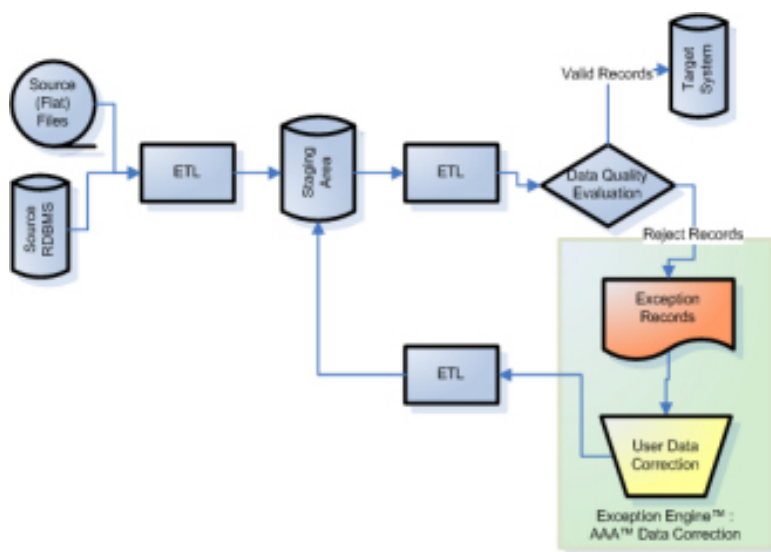 Source
(Flat)
Files
Source
RDBMS
ETL
Staging
Area
ETL
Data Quality
Evaluation
Valid Records
Target
System
Reject Records
Exception
Records
User Data
Correction
ETL
Exception Engine™ :
AAA™ Data Correction